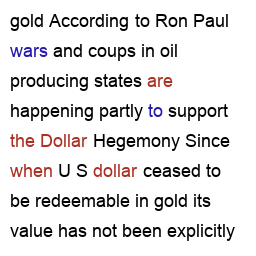 gold According to Ron Paul
wars and coups in oil
producing states are
happening partly to support
the Dollar Hegemony Since
when U S dollar ceased to
be redeemable in gold its
value has not been explicitly